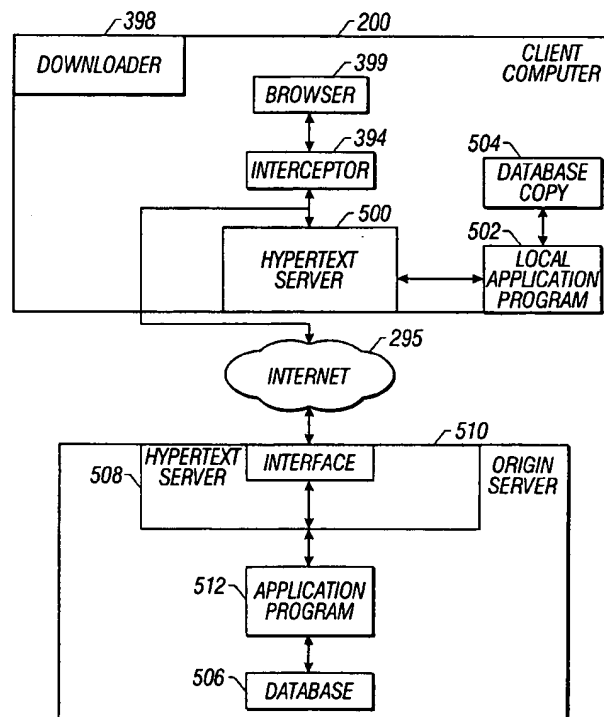 398
200
DOWNLOADER
CLIENT
COMPUTER
399
BROWSER
394
INTERCEPTOR
504
DATABASE
COPY
500
HYPERTEXT
SERVER
502
LOCAL
APPLICATION
PROGRAM
295
INTERNET
510
HYPERTEXT
SERVER
INTERFACE
ORIGIN
SERVER
508
512
APPLICATION
PROGRAM
506
DATABASE